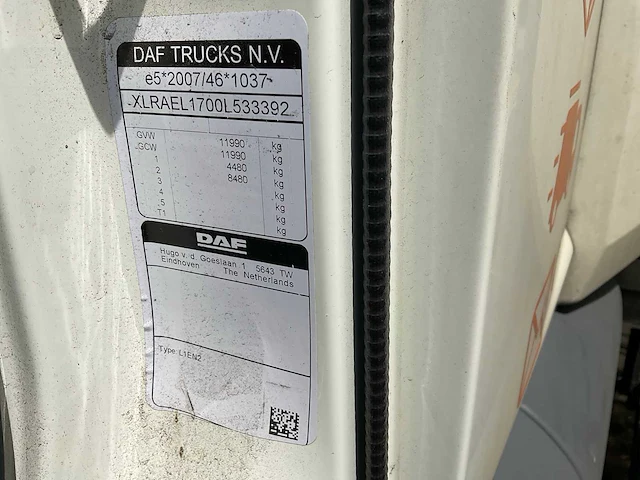 DAF TRUCKS N.V.
e5*2007/46*1037
XLRAEL1700L533392
GVW 11990 kg
GCW 11990 kg
1 4480 kg
2 8480 kg
3 kg
4 kg
5 kg
T1 kg
DAF
Hugo v. d. Goeslaan 1 5643 TW
Eindhoven The Netherlands
Type L1EN2